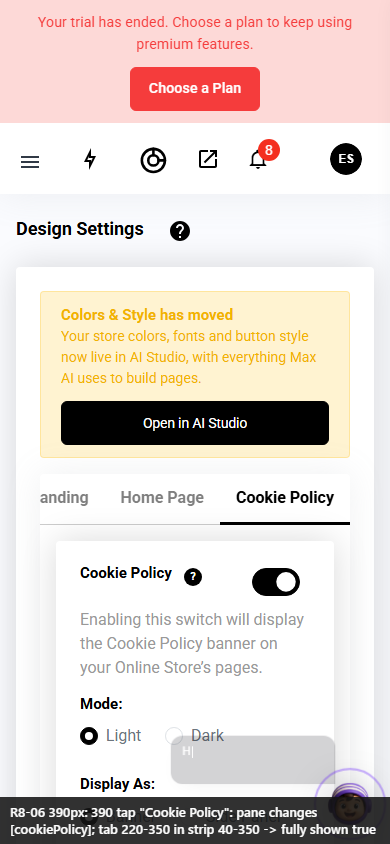 Your trial has ended. Choose a plan to keep using
premium features.
Choose a Plan
8
ES
Design Settings ?
Colors & Style has moved
Your store colors, fonts and button style
now live in AI Studio, with everything Max
AI uses to build pages.
Open in AI Studio
anding Home Page Cookie Policy
Cookie Policy ?
Enabling this switch will display
the Cookie Policy banner on
your Online Store's pages.
Mode:
Light Dark
H
Display As:
R8-06 390px: 390 tap "Cookie Policy": pane changes
[cookiePolicy]; tab 220-350 in strip 40-350 -> fully shown true